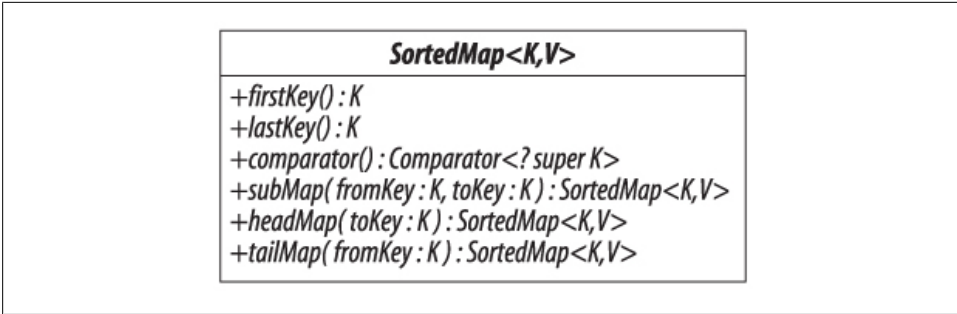 SortedMap<K,V>
+firstKey() : K
+lastKey() : K
+comparator() : Comparator<? super K>
+subMap( fromKey : K, toKey : K ) : SortedMap<K,V>
+headMap( toKey : K ) : SortedMap<K,V>
+tailMap( fromKey : K ) : SortedMap<K,V>